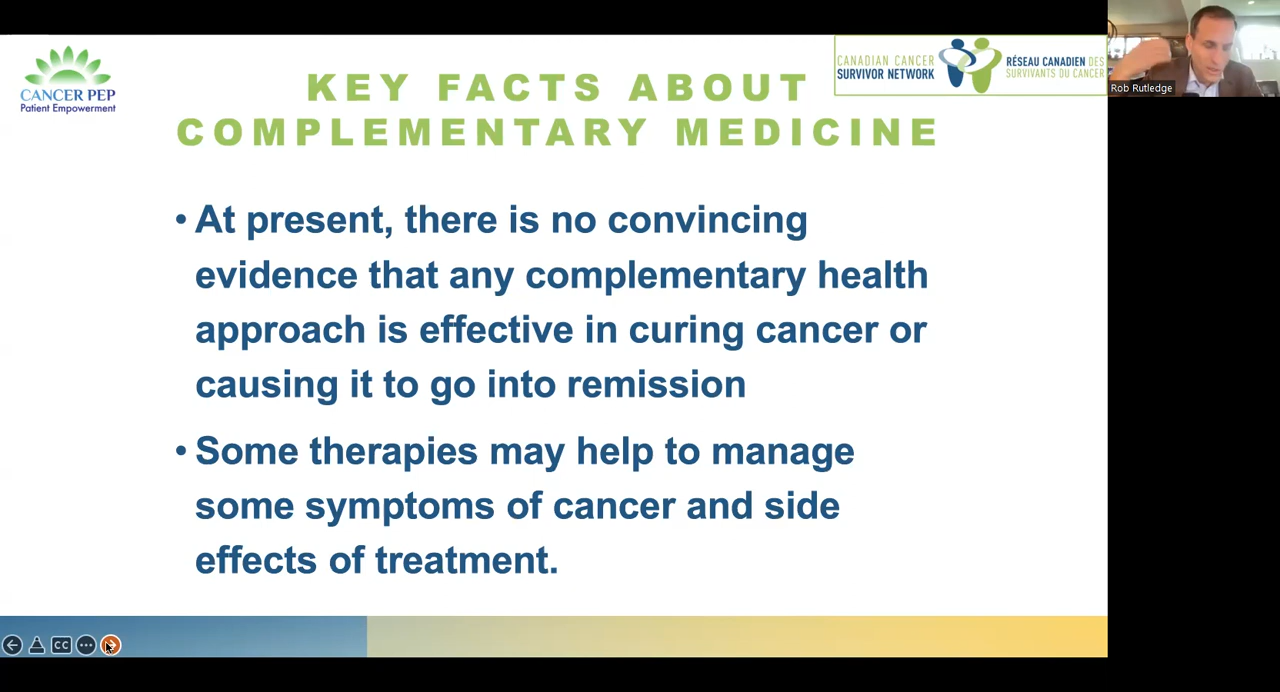 CANCER PEP
Patient Empowerment
CANADIAN CANCER
SURVIVOR NETWORK
RÉSEAU CANADIEN DES
SURVIVANTS DU CANCER
Rob Rutledge
KEY FACTS ABOUT
COMPLEMENTARY MEDICINE
• At present, there is no convincing
evidence that any complementary health
approach is effective in curing cancer or
causing it to go into remission
• Some therapies may help to manage
some symptoms of cancer and side
effects of treatment.
CC